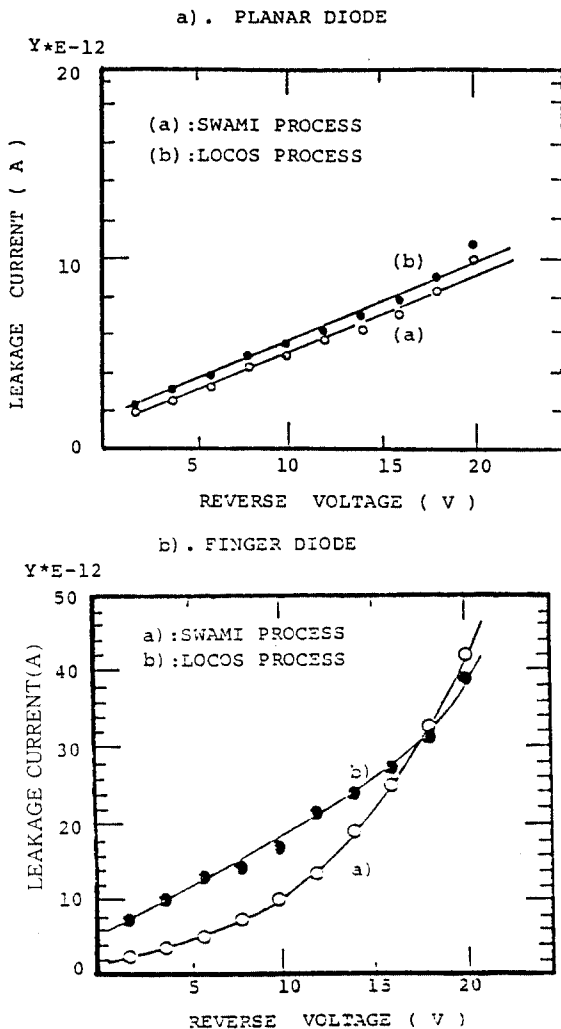 a). PLANAR DIODE
Y*E-12
20
(a):SWAMI PROCESS
(b):LOCOS PROCESS
LEAKAGE CURRENT ( A )
10
(b)
(a)
0
5 10 15 20
REVERSE VOLTAGE ( V )
b). FINGER DIODE
Y*E-12
50
a):SWAMI PROCESS
b):LOCOS PROCESS
LEAKAGE CURRENT(A)
40
30
b)
20
a)
10
0
5 10 15 20
REVERSE VOLTAGE ( V )